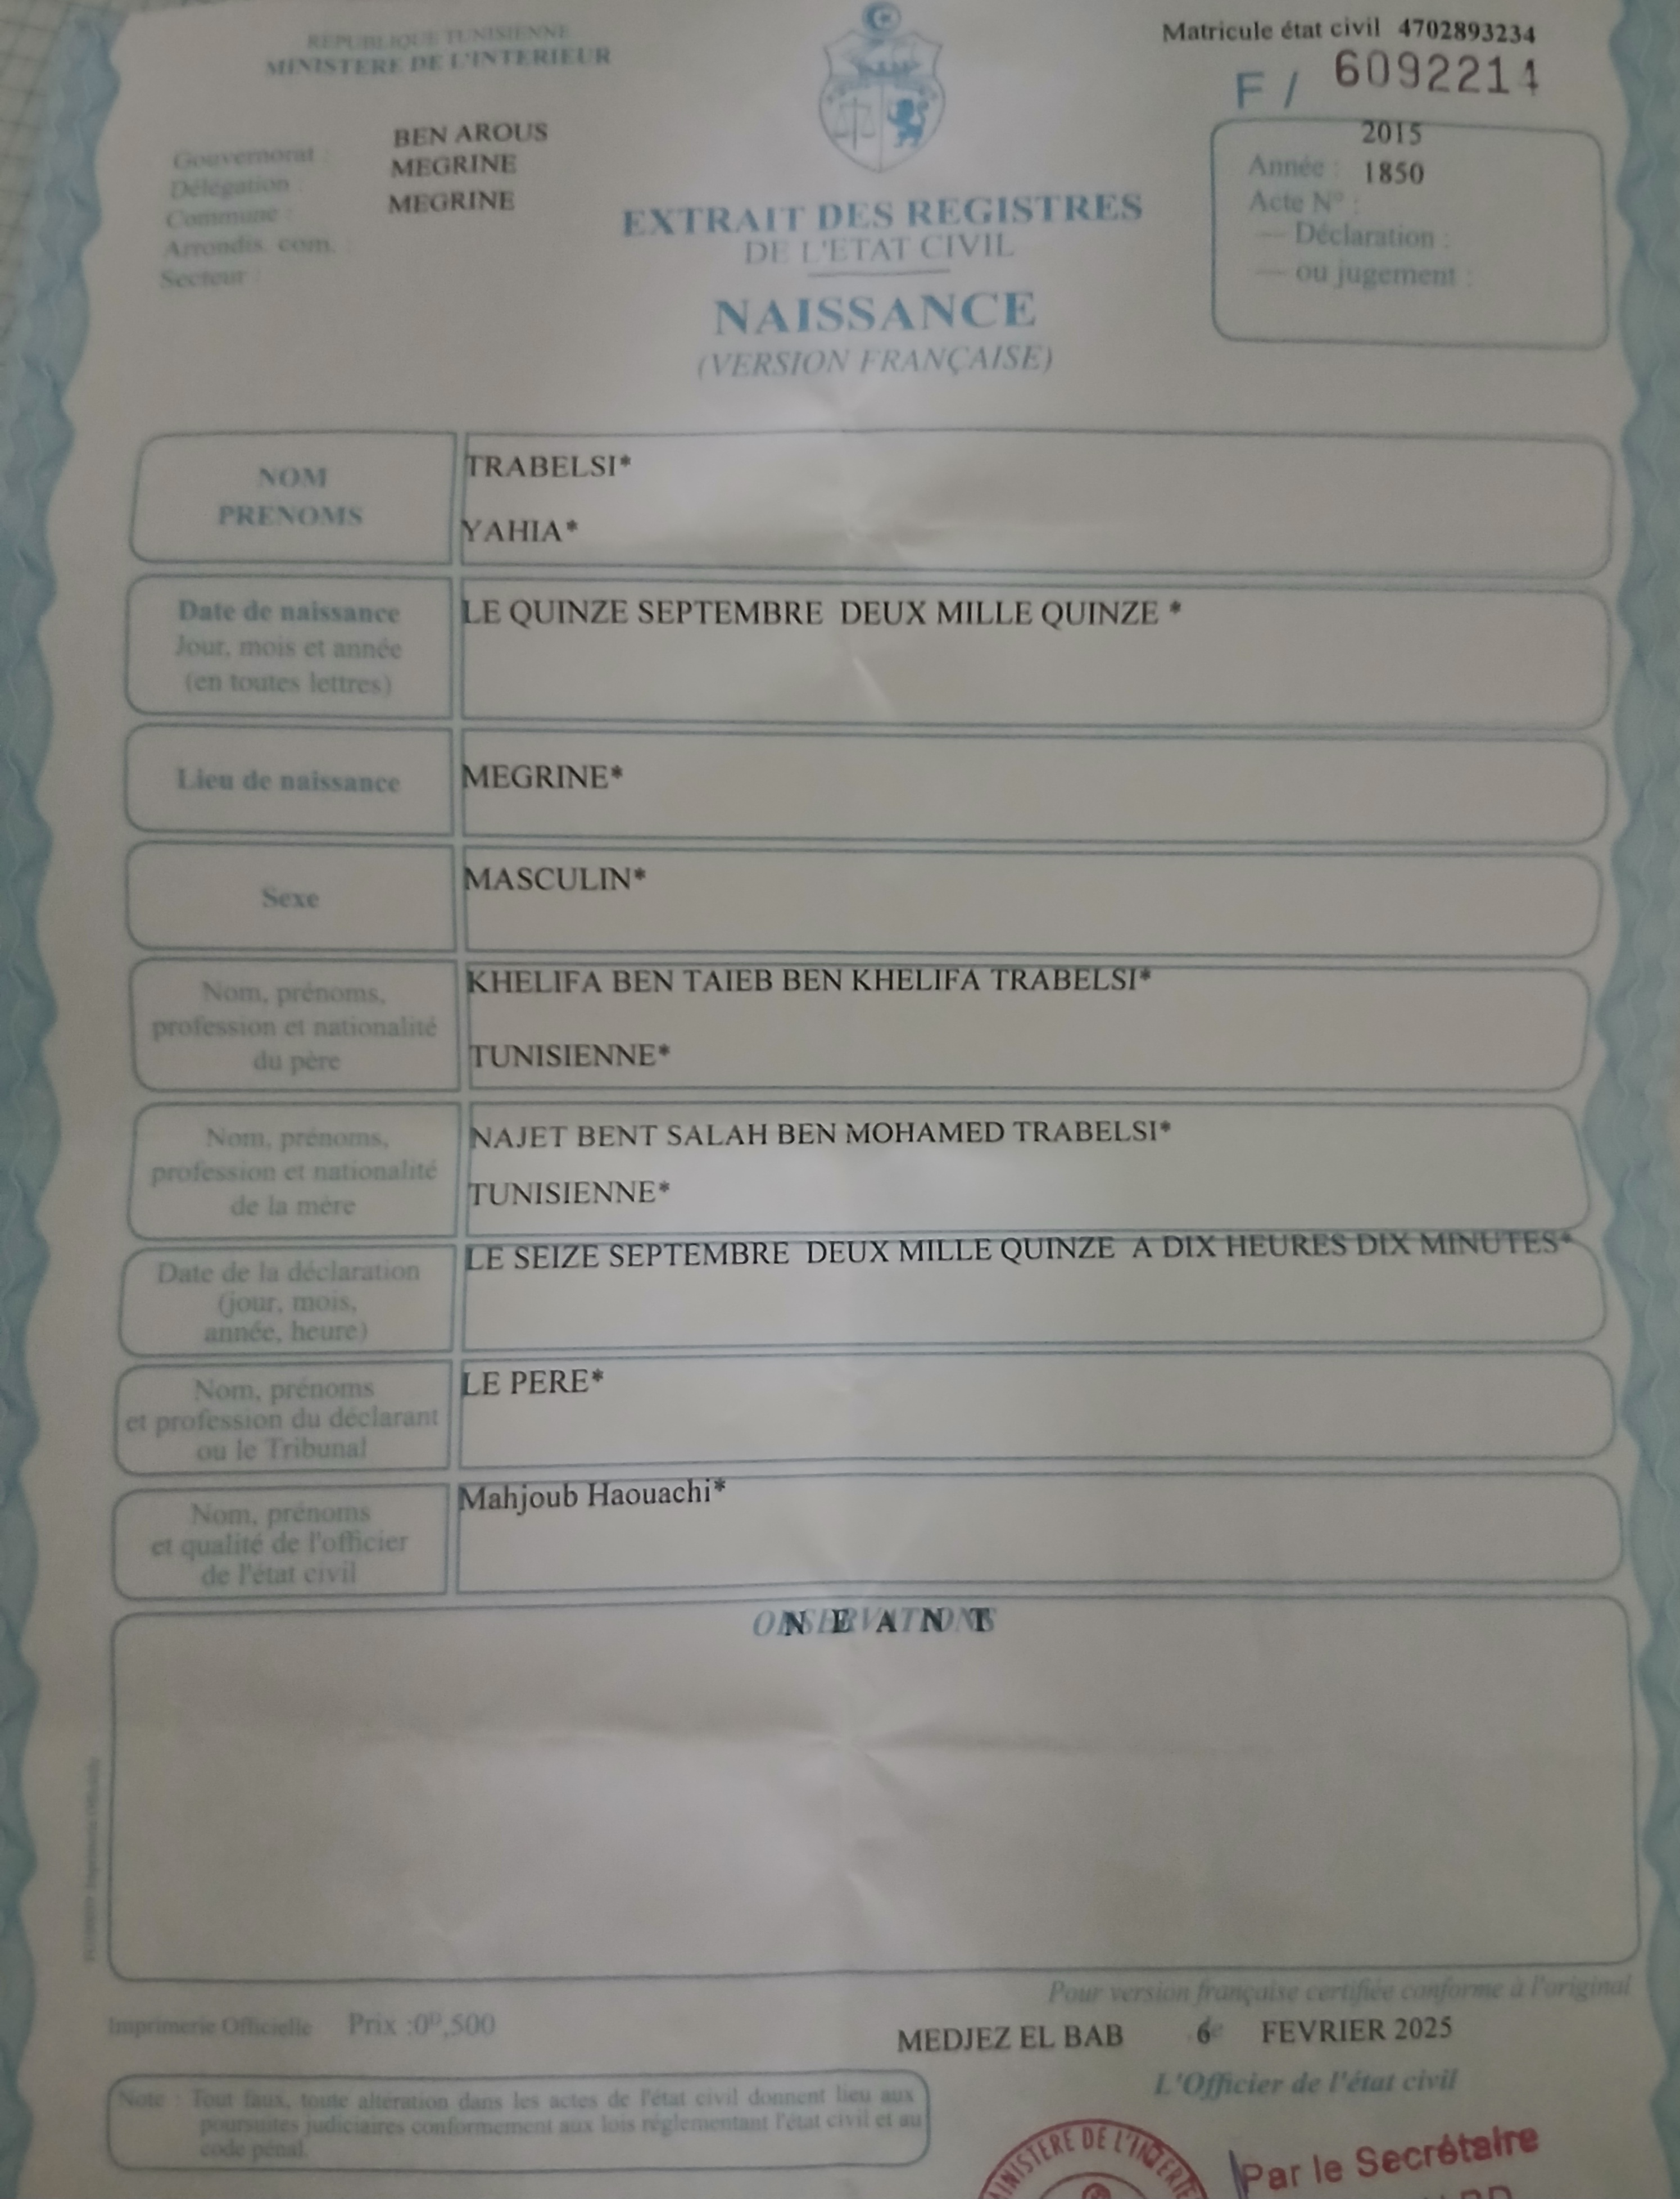 REPUBLIQUE TUNISIENNE
MINISTERE DE L'INTERIEUR
Matricule état civil 4702893234
F / 6092214
Gouvernorat : BEN AROUS
Délégation : MEGRINE
Commune : MEGRINE
Arrondis. com. :
Secteur :
2015
Année : 1850
Acte N° :
— Déclaration :
— ou jugement :
EXTRAIT DES REGISTRES
DE L'ETAT CIVIL
NAISSANCE
(VERSION FRANÇAISE)
NOM
PRENOMS
TRABELSI*
YAHIA*
Date de naissance
Jour, mois et année
(en toutes lettres)
LE QUINZE SEPTEMBRE DEUX MILLE QUINZE *
Lieu de naissance
MEGRINE*
Sexe
MASCULIN*
Nom, prénoms,
profession et nationalité
du père
KHELIFA BEN TAIEB BEN KHELIFA TRABELSI*
TUNISIENNE*
Nom, prénoms,
profession et nationalité
de la mère
NAJET BENT SALAH BEN MOHAMED TRABELSI*
TUNISIENNE*
Date de la déclaration
(jour, mois,
année, heure)
LE SEIZE SEPTEMBRE DEUX MILLE QUINZE A DIX HEURES DIX MINUTES*
Nom, prénoms
et profession du déclarant
ou le Tribunal
LE PERE*
Nom, prénoms
et qualité de l'officier
de l'état civil
Mahjoub Haouachi*
OBSERVATIONS
N E A N T
Pour version française certifiée conforme à l'original
Imprimerie Officielle Prix :0ᴰ,500
MEDJEZ EL BAB 6 FEVRIER 2025
L'Officier de l'état civil
Note : Tout faux, toute altération dans les actes de l'état civil donnent lieu aux
poursuites judiciaires conformement aux lois réglementant l'état civil et au
code pénal.
MINISTERE DE L'INTERIE
Par le Secrétaire